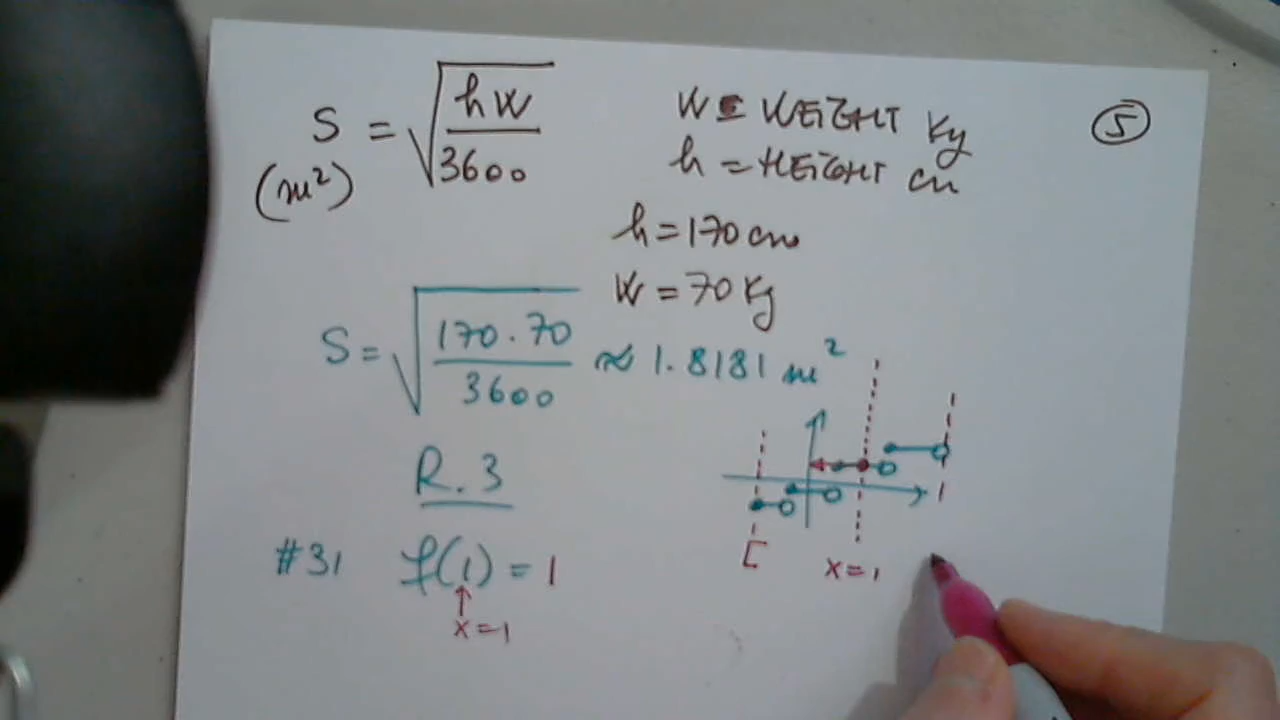 S = √(hW/3600)
(m²)
W = WEIGHT Kg
h = HEIGHT cm
5
h = 170 cm
W = 70 Kg
S = √(170 · 70/3600) ≈ 1.8181 m²
R.3
#31 f(1) = 1
x = 1
[
x = 1